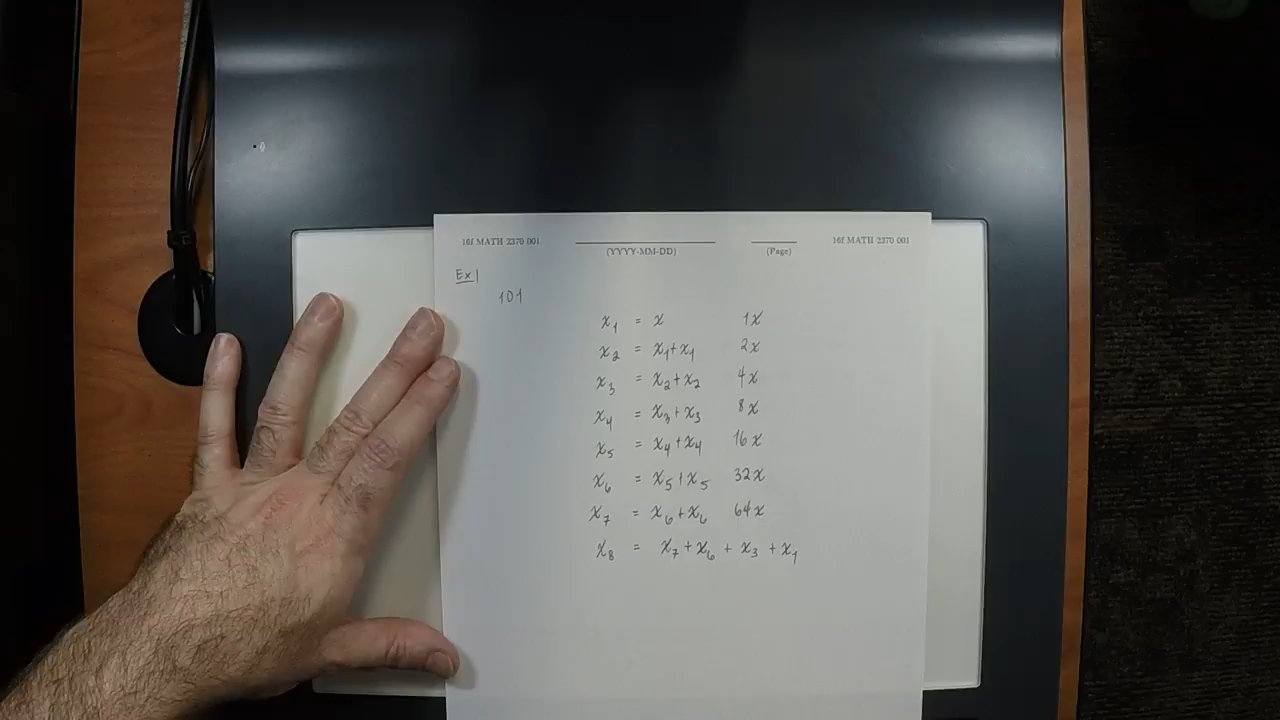 16f MATH 2370 001 (YYYY-MM-DD) (Page) 16f MATH 2370 001
Ex 1
101
x₁ = x 1x
x₂ = x₁+x₁ 2x
x₃ = x₂+x₂ 4x
x₄ = x₃+x₃ 8x
x₅ = x₄+x₄ 16x
x₆ = x₅+x₅ 32x
x₇ = x₆+x₆ 64x
x₈ = x₇+x₆ + x₃ + x₁